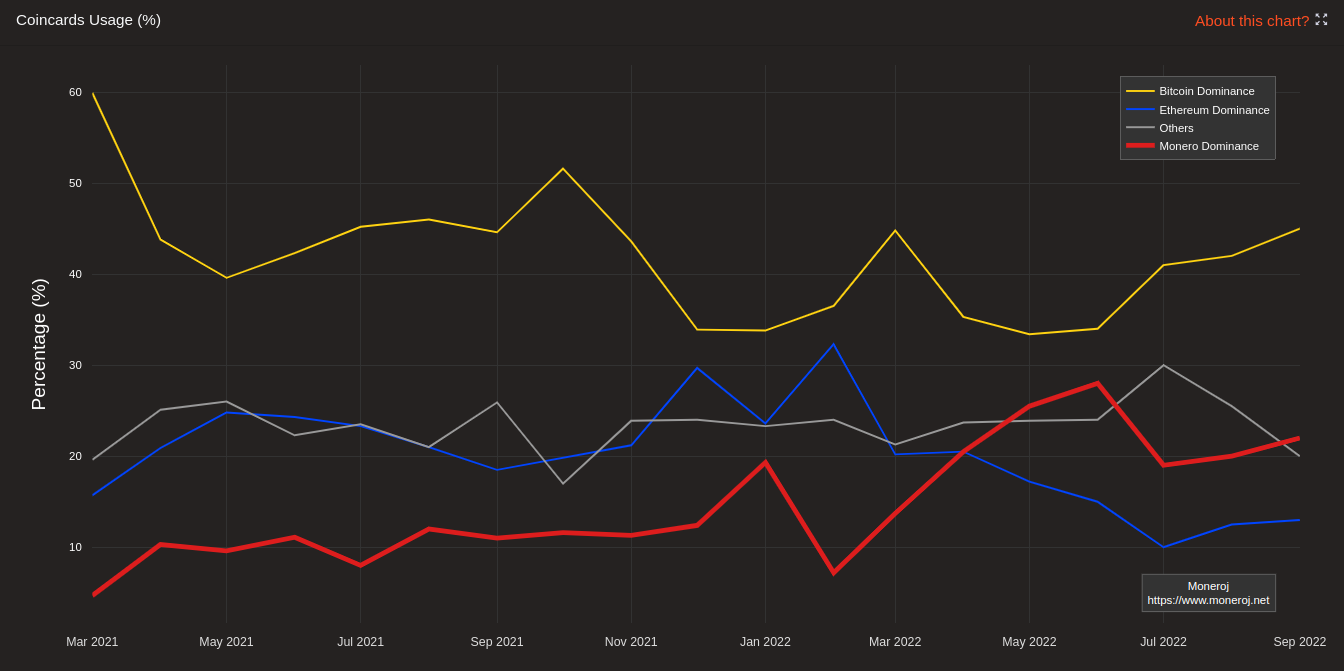 Coincards Usage (%)
About this chart?
Percentage (%)
60
50
40
30
20
10
Bitcoin Dominance
Ethereum Dominance
Others
Monero Dominance
Moneroj
https://www.moneroj.net
Mar 2021
May 2021
Jul 2021
Sep 2021
Nov 2021
Jan 2022
Mar 2022
May 2022
Jul 2022
Sep 2022